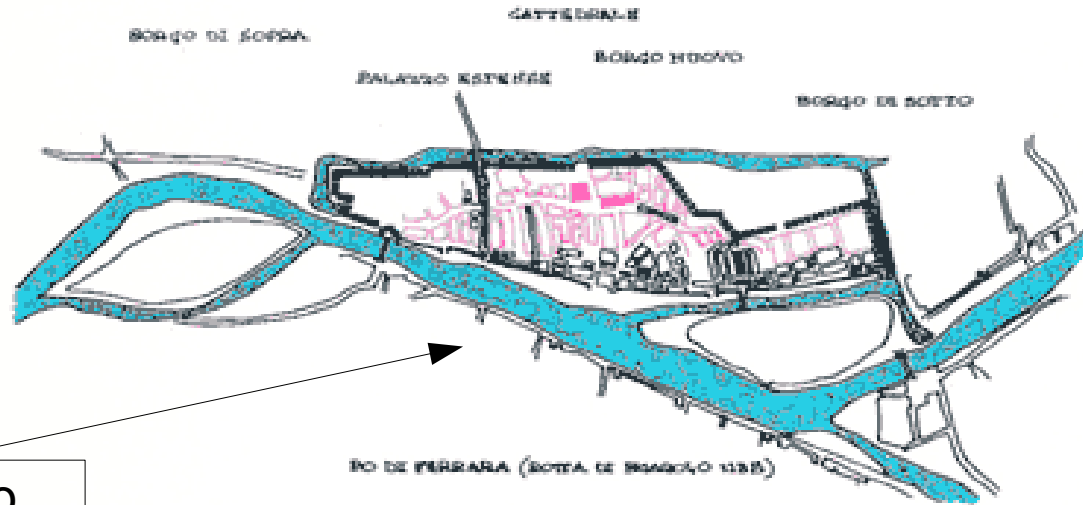 CATTEDRALE
BORGO DI SOPRA
BORGO NUOVO
PALAZZO ESTENSE
BORGO DI SOTTO
PO DI FERRARA (ROTTA DI